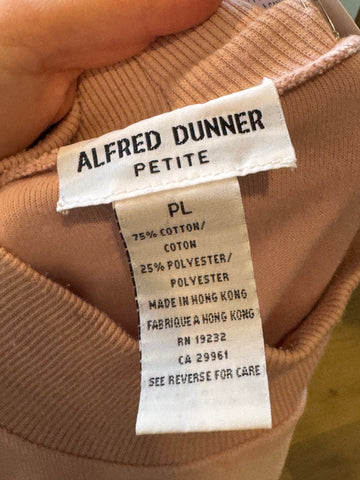 ALFRED DUNNER
PETITE
PL
75% COTTON/
COTON
25% POLYESTER/
POLYESTER
MADE IN HONG KONG
FABRIQUE A HONG KONG
RN 19232
CA 29961
SEE REVERSE FOR CARE